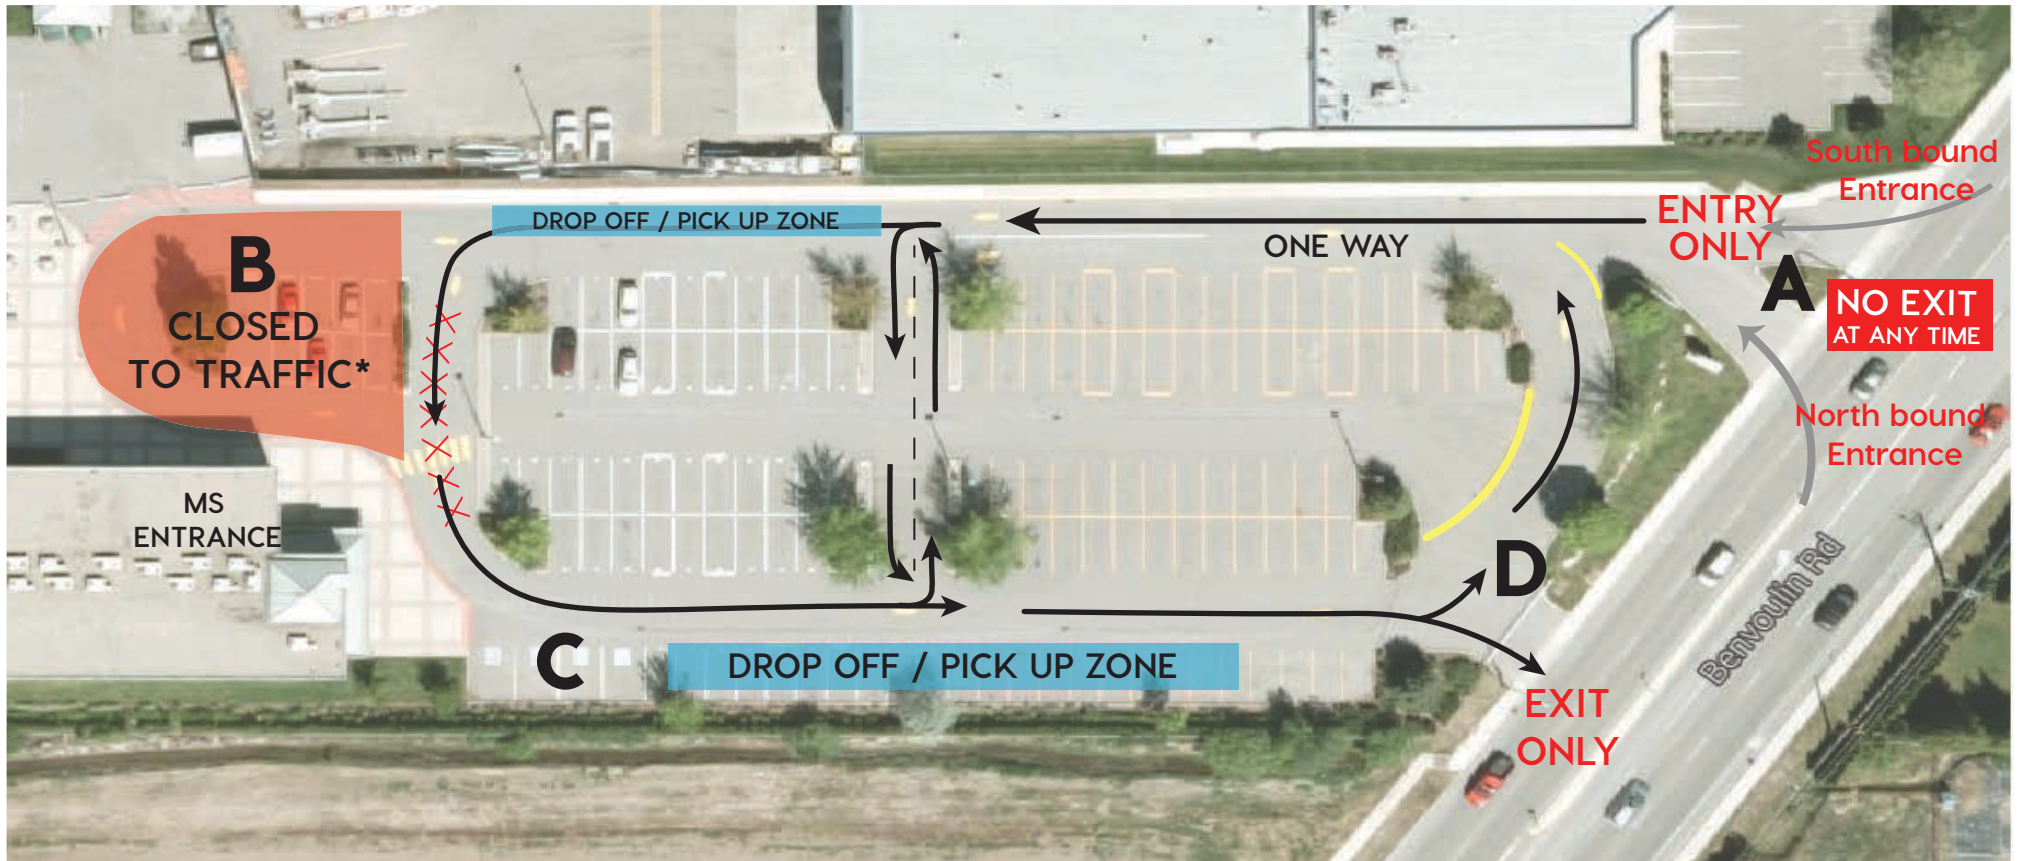 South bound
Entrance
DROP OFF / PICK UP ZONE
ENTRY
ONLY
ONE WAY
B
CLOSED
TO TRAFFIC*
A
NO EXIT
AT ANY TIME
North bound
Entrance
MS
ENTRANCE
D
Benvoulin Rd
C
DROP OFF / PICK UP ZONE
EXIT
ONLY